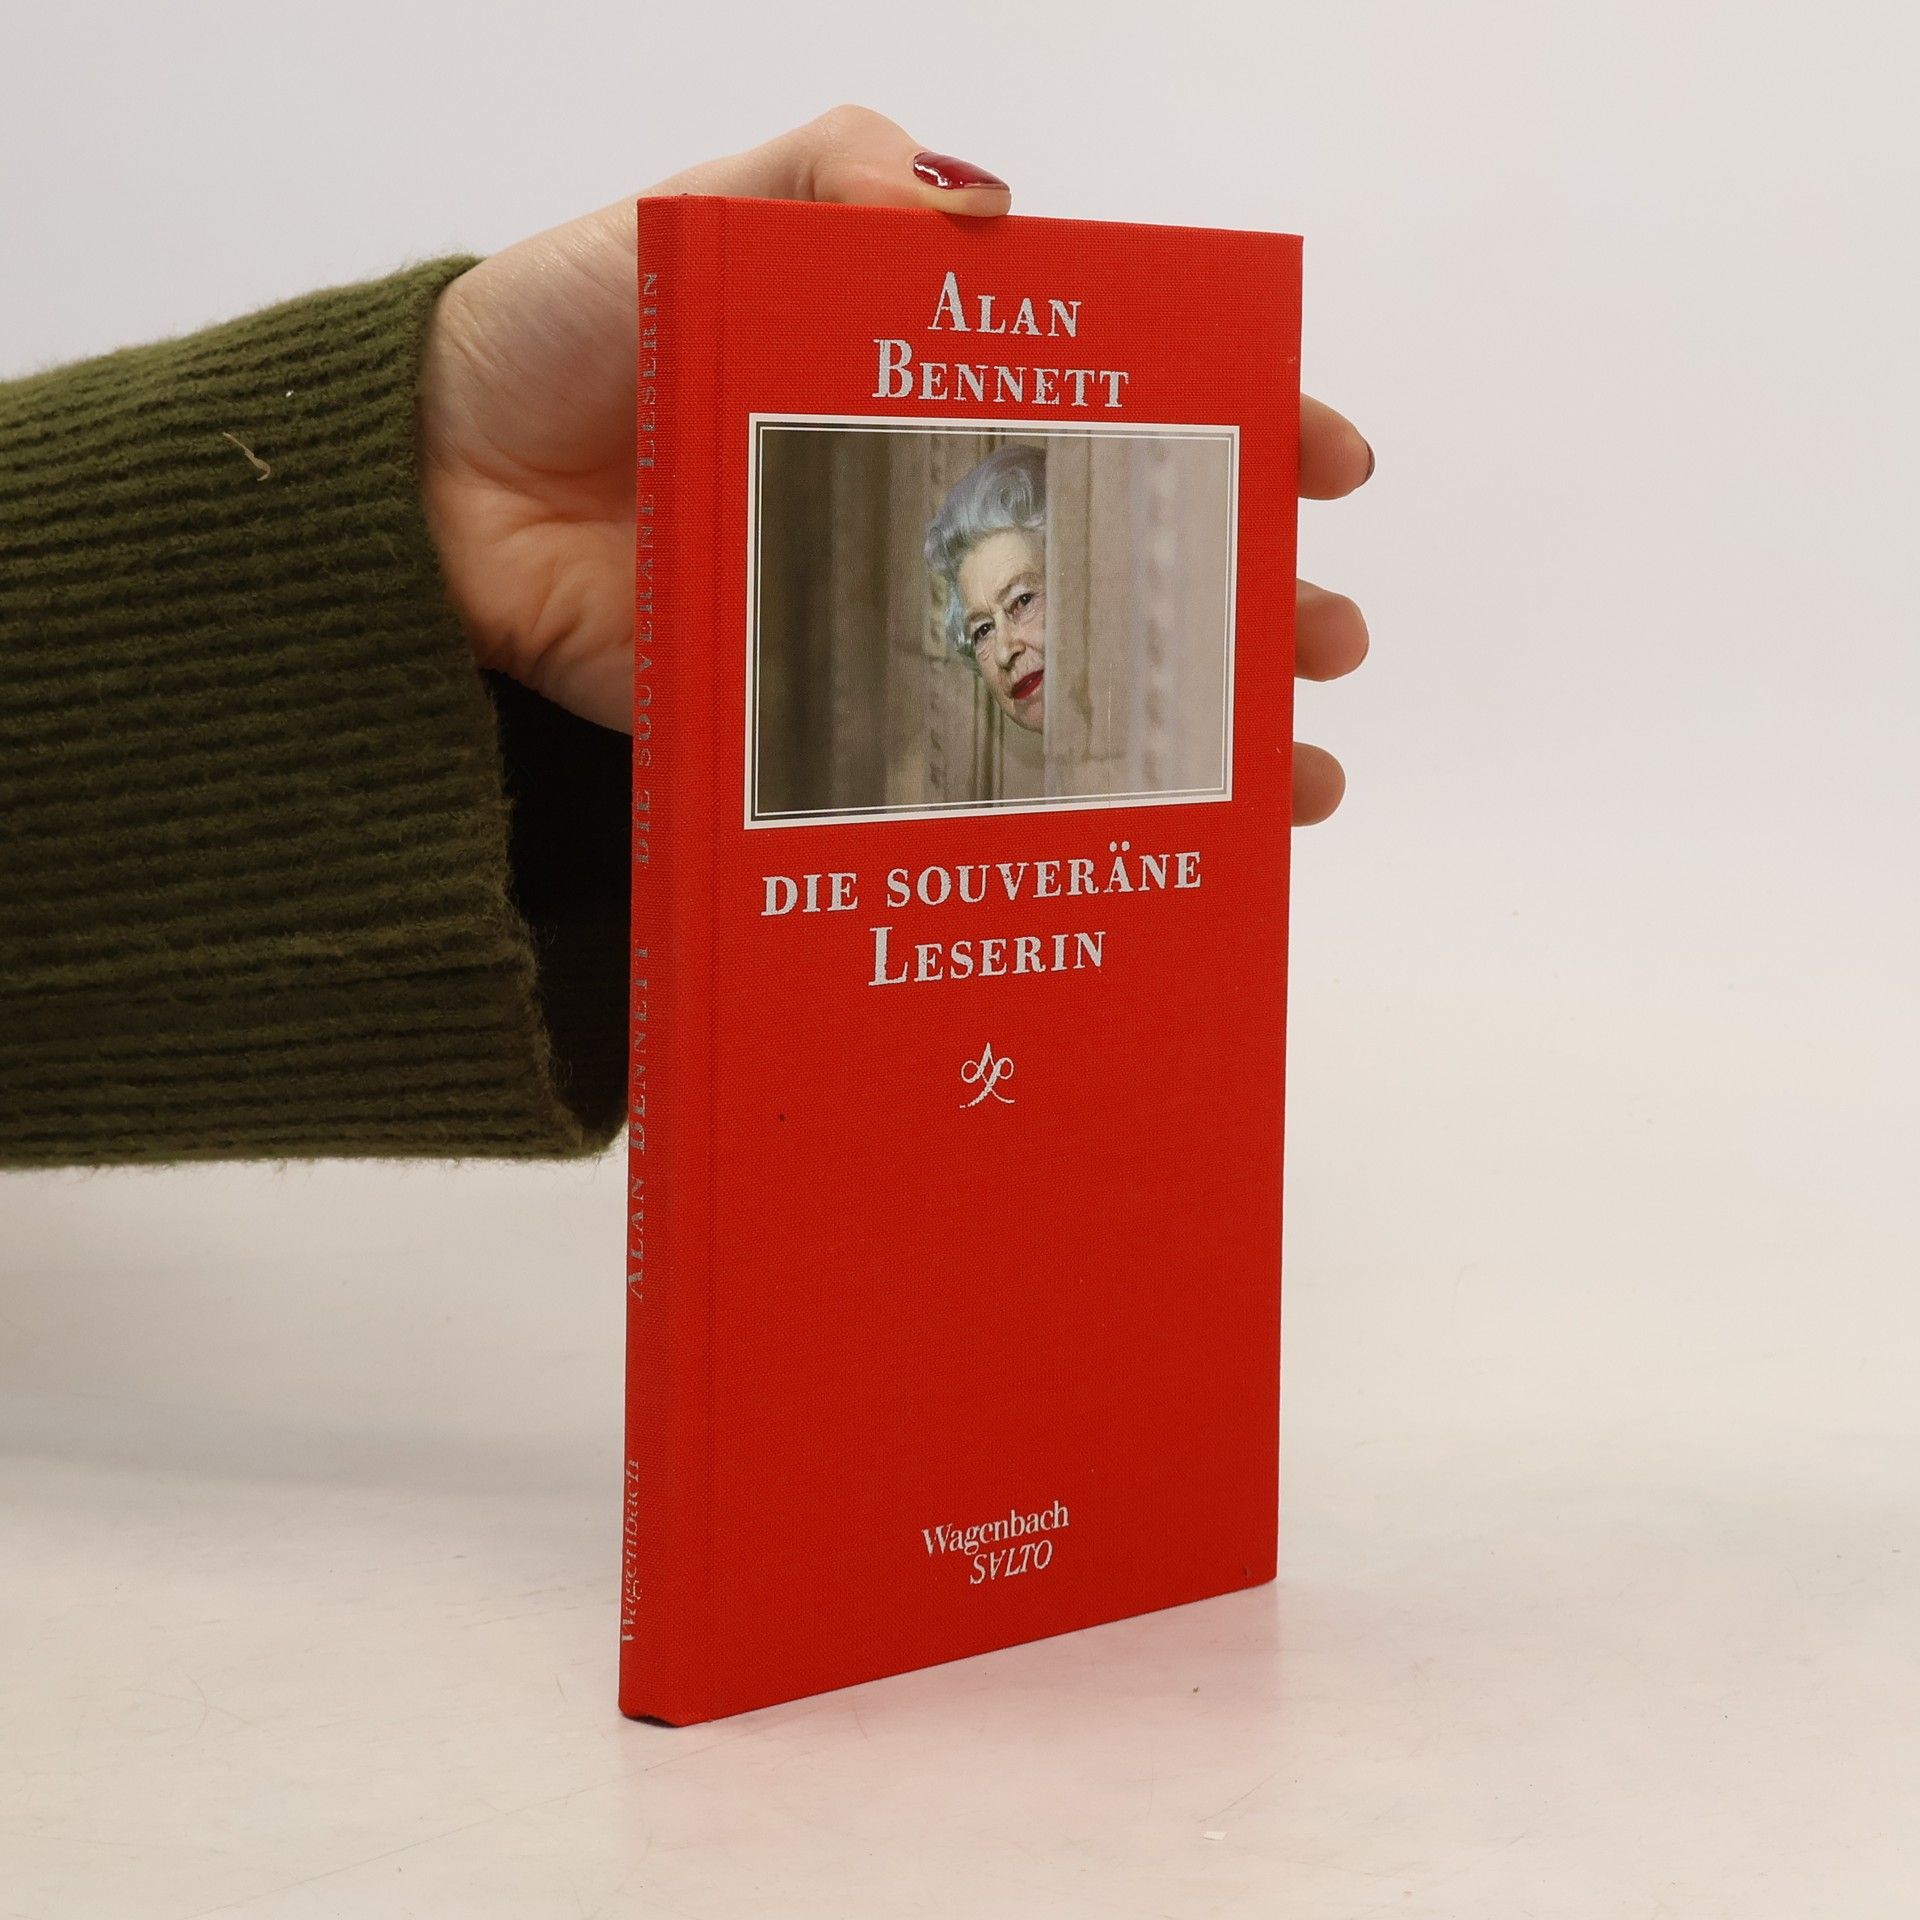 ALAN
BENNETT
DIE SOUVERÄNE
LESERIN
Wagenbach
SALTO
ALAN BENNETT DIE SOUVERÄNE LESERIN
Wagenbach